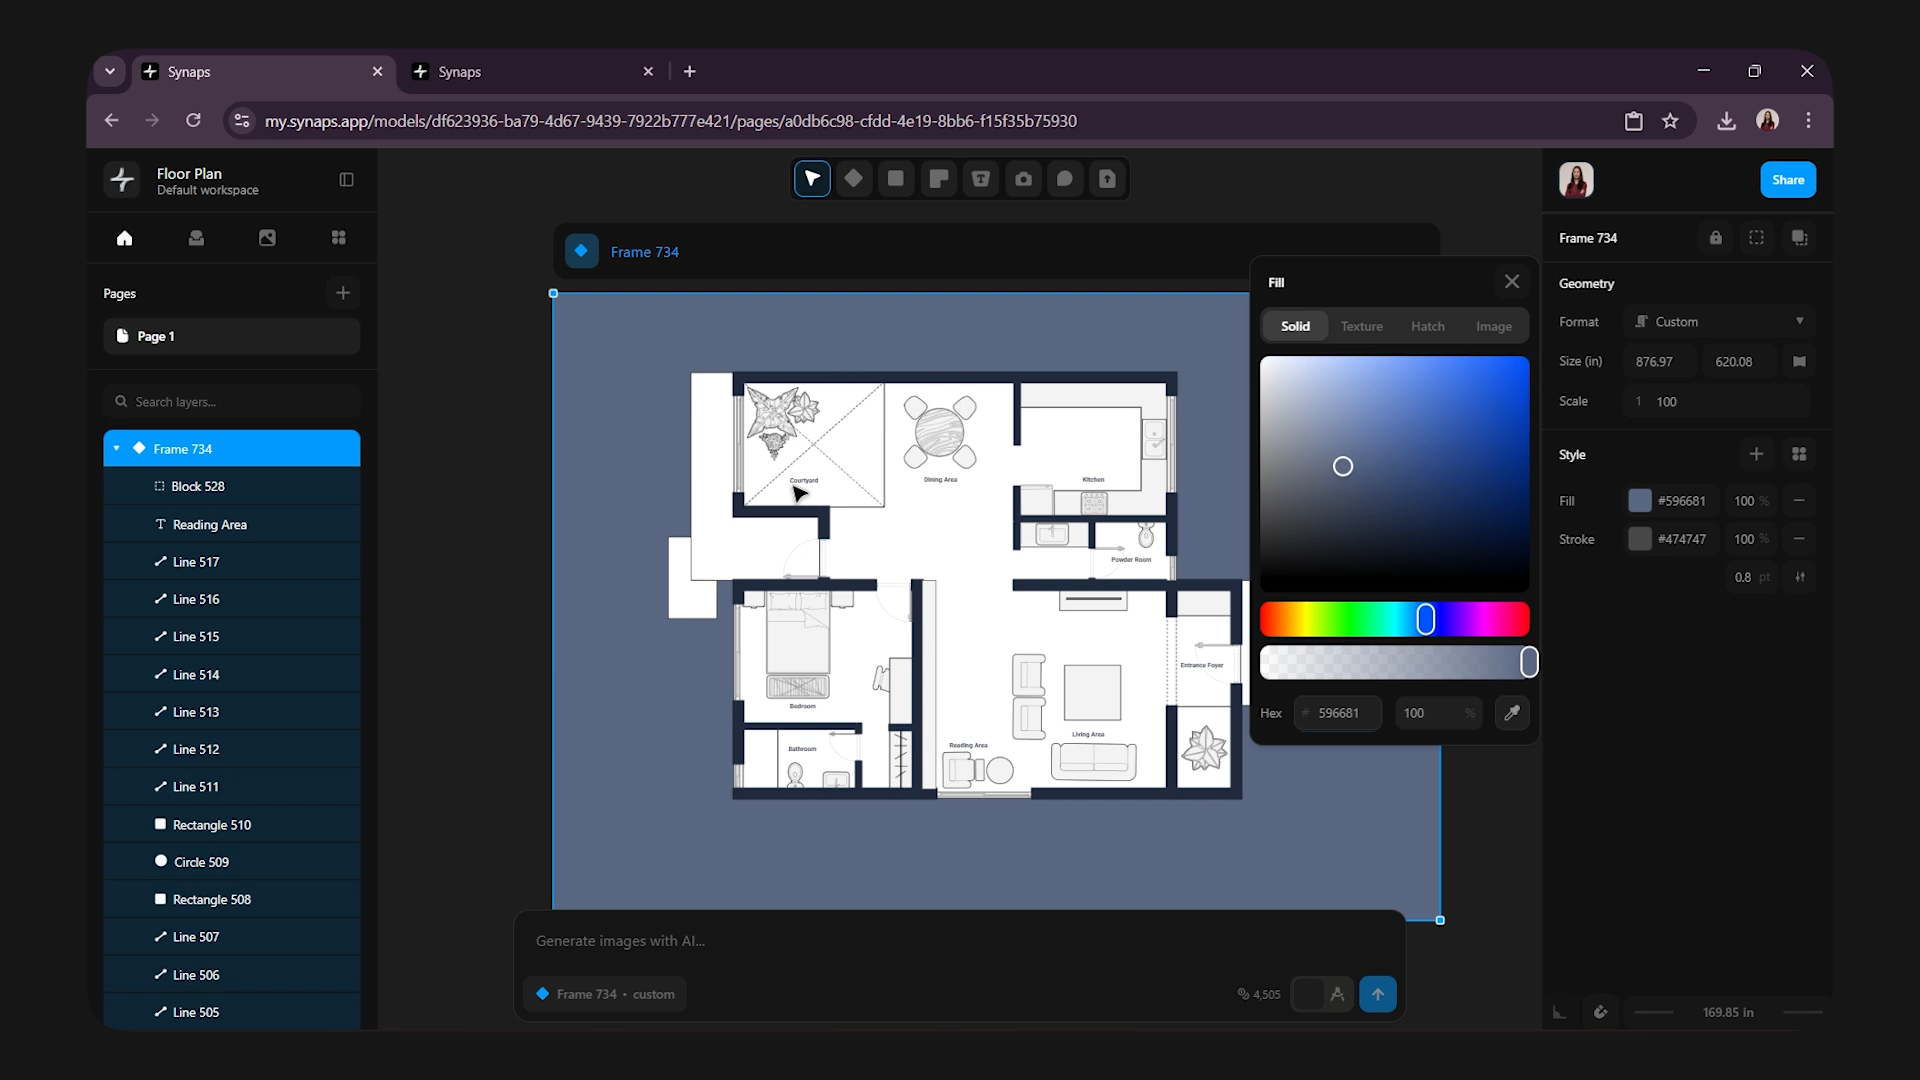 Synaps
Synaps
my.synaps.app/models/df623936-ba79-4d67-9439-7922b777e421/pages/a0db6c98-cfdd-4e19-8bb6-f15f35b75930
Floor Plan
Default workspace
Pages
Page 1
Search layers...
Frame 734
Block 528
Reading Area
Line 517
Line 516
Line 515
Line 514
Line 513
Line 512
Line 511
Rectangle 510
Circle 509
Rectangle 508
Line 507
Line 506
Line 505
Frame 734
Courtyard
Dining Area
Kitchen
Powder Room
Entrance Foyer
Bedroom
Bathroom
Reading Area
Living Area
Generate images with AI...
Frame 734 • custom
4,505
Fill
Solid Texture Hatch Image
Hex # 596681 100 %
Share
Frame 734
Geometry
Format Custom
Size (in) 876.97 620.08
Scale 1 100
Style
Fill #596681 100 %
Stroke #474747 100 %
0.8 pt
169.85 in